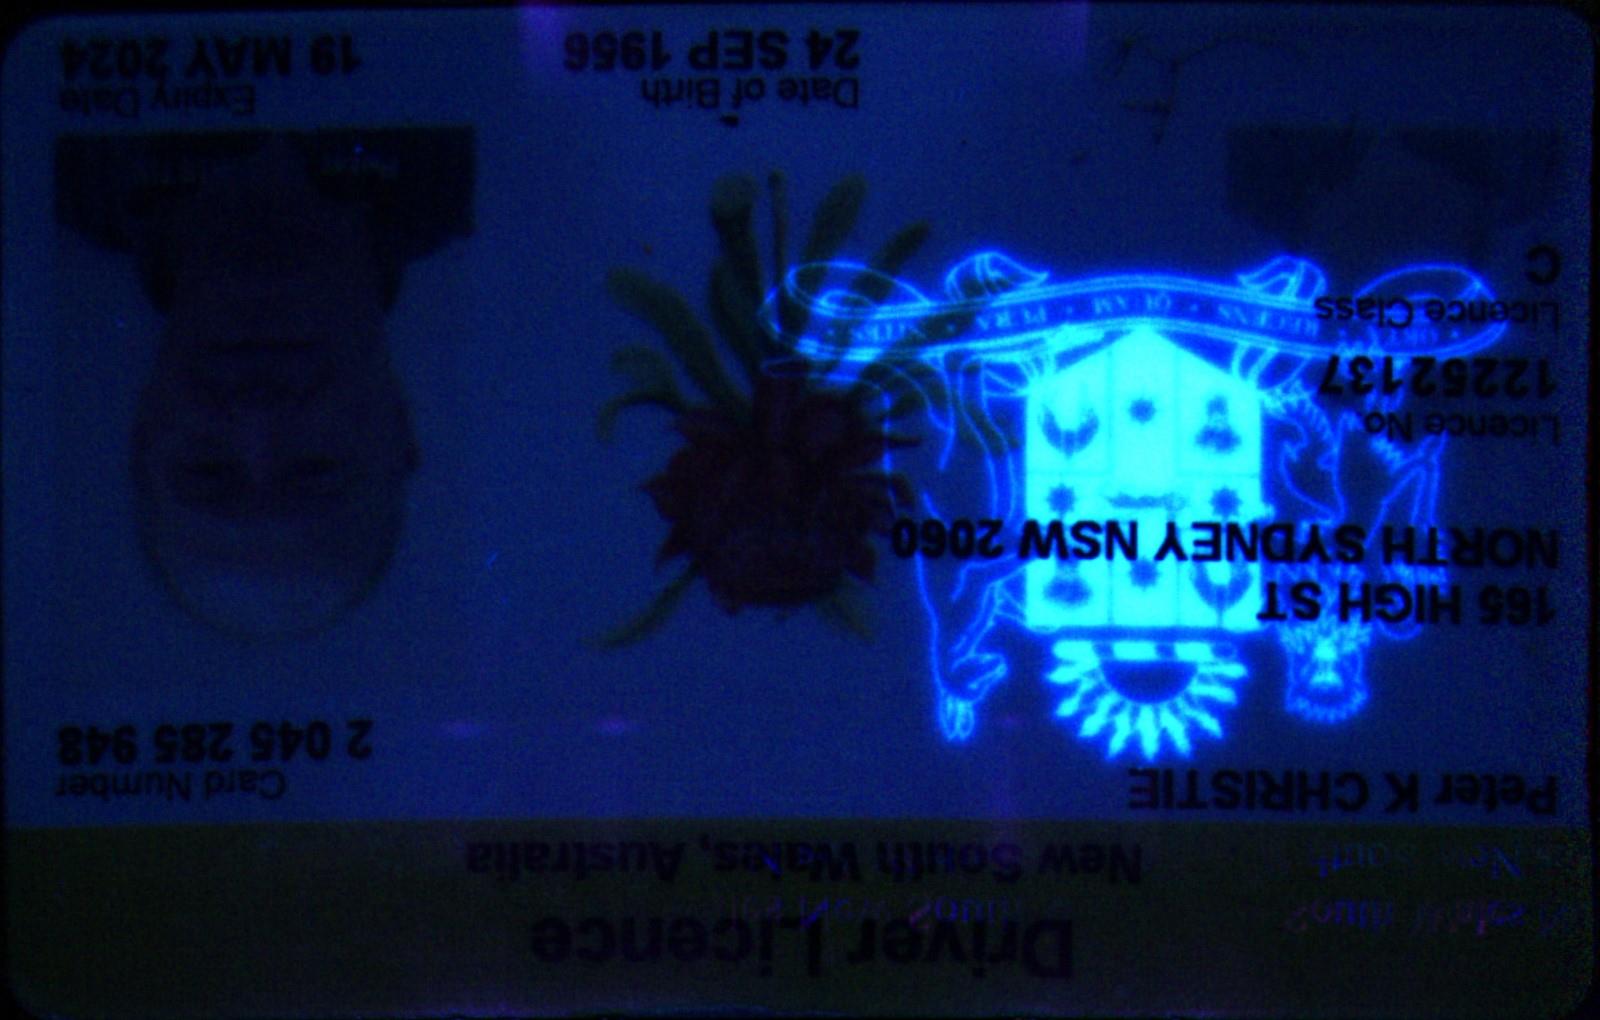 Driver Licence
New South Wales, Australia
Peter K CHRISTIE
Card Number
2 045 285 948
165 HIGH ST
NORTH SYDNEY NSW 2060
Licence No
12252137
Licence Class
C
Date of Birth
24 SEP 1956
Expiry Date
19 MAY 2024